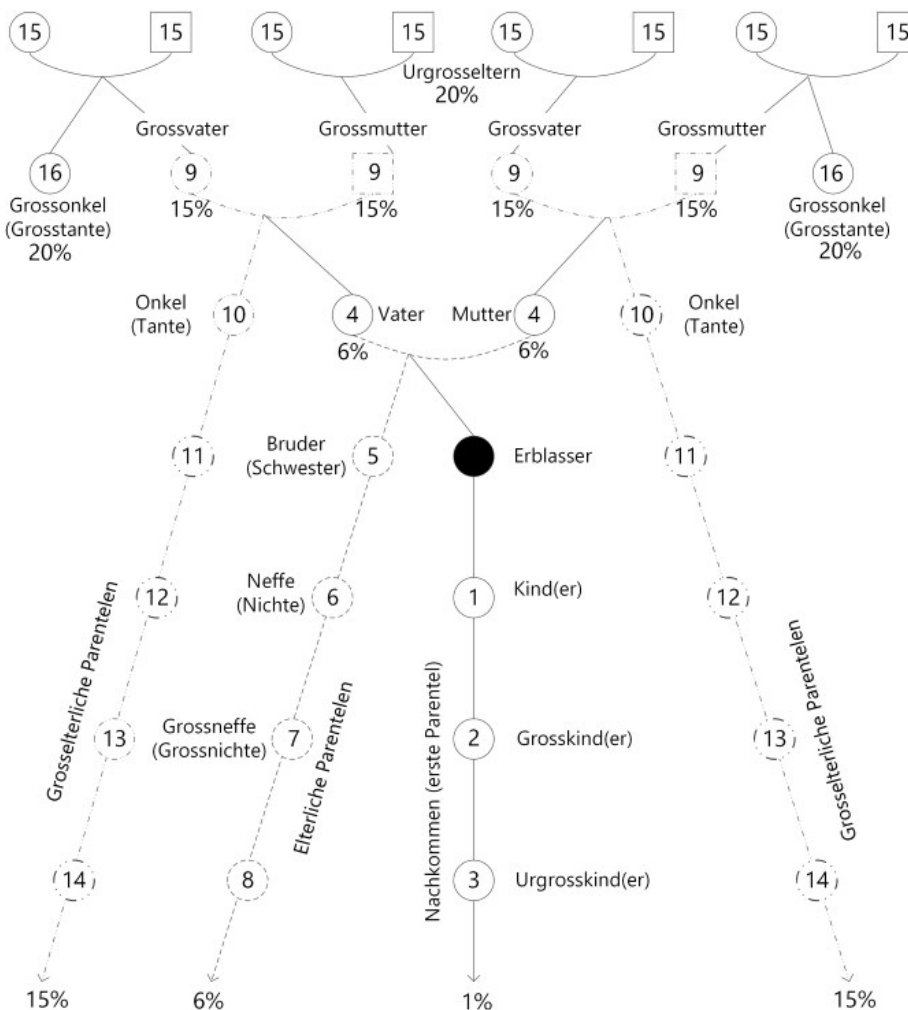 15 15 15 15 15 15 15 15
Urgrosseltern
20%
Grossvater Grossmutter Grossvater Grossmutter
16 9 9 9 9 16
15% 15% 15% 15%
Grossonkel
(Grosstante)
20%
Grossonkel
(Grosstante)
20%
Onkel
(Tante)
10
4 Vater
6%
Mutter 4
6%
10
Onkel
(Tante)
11
Bruder
(Schwester)
5
Erblasser
11
12
Neffe
(Nichte)
6
1
Kind(er)
12
Grosselterliche Parentelen
13
Grossneffe
(Grossnichte)
7
Elterliche Parentelen
Nachkommen (erste Parentel)
2
Grosskind(er)
13
Grosselterliche Parentelen
14
8
3
Urgrosskind(er)
14
15% 6% 1% 15%